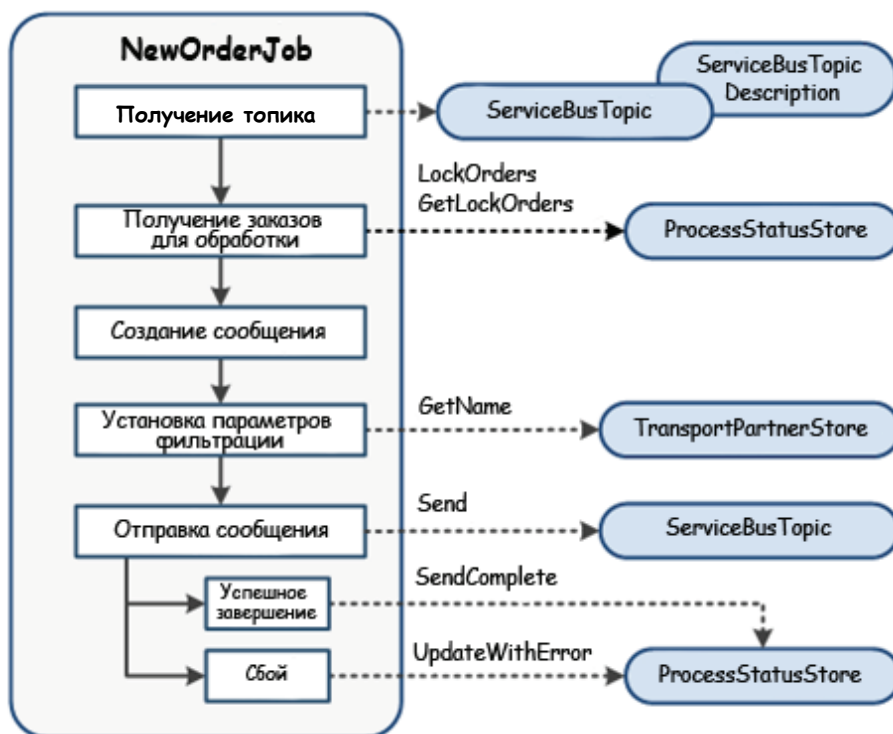 NewOrderJob
Получение топика
ServiceBusTopic
ServiceBusTopic
Description
Получение заказов
для обработки
LockOrders
GetLockOrders
ProcessStatusStore
Создание сообщения
Установка параметров
фильтрации
GetName
TransportPartnerStore
Отправка сообщения
Send
ServiceBusTopic
Успешное
завершение
SendComplete
Сбой
UpdateWithError
ProcessStatusStore